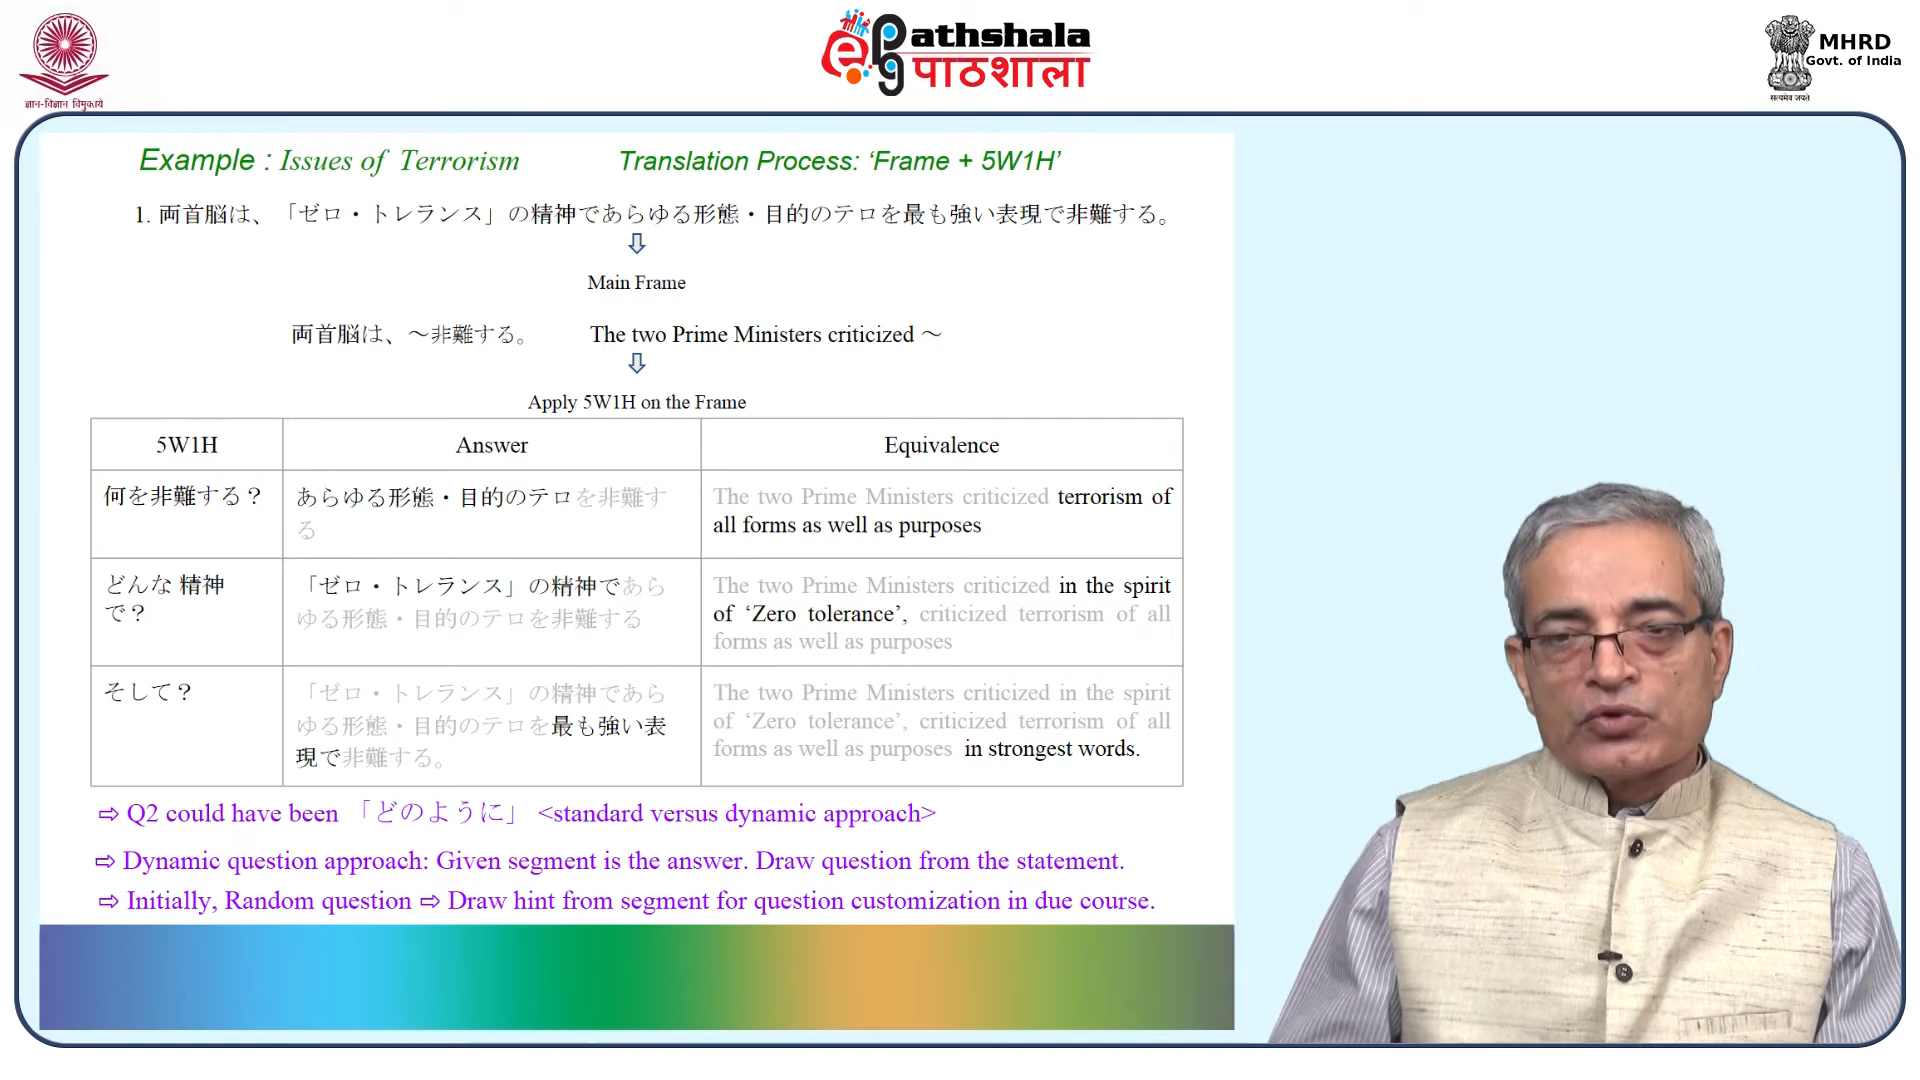 ज्ञान-विज्ञान विमुक्तये
ePathshala
पाठशाला
MHRD
Govt. of India
सत्यमेव जयते
Example : Issues of Terrorism
Translation Process: ‘Frame + 5W1H’
1. 両首脳は、「ゼロ・トレランス」の精神であらゆる形態・目的のテロを最も強い表現で非難する。
Main Frame
両首脳は、～非難する。 The two Prime Ministers criticized ～
Apply 5W1H on the Frame
5W1H
Answer
Equivalence
何を非難する？
あらゆる形態・目的のテロを非難す
る
The two Prime Ministers criticized terrorism of
all forms as well as purposes
どんな 精神
で？
「ゼロ・トレランス」の精神であら
ゆる形態・目的のテロを非難する
The two Prime Ministers criticized in the spirit
of ‘Zero tolerance’, criticized terrorism of all
forms as well as purposes
そして？
「ゼロ・トレランス」の精神であら
ゆる形態・目的のテロを最も強い表
現で非難する。
The two Prime Ministers criticized in the spirit
of ‘Zero tolerance’, criticized terrorism of all
forms as well as purposes in strongest words.
⇨ Q2 could have been 「どのように」 <standard versus dynamic approach>
⇨ Dynamic question approach: Given segment is the answer. Draw question from the statement.
⇨ Initially, Random question ⇨ Draw hint from segment for question customization in due course.